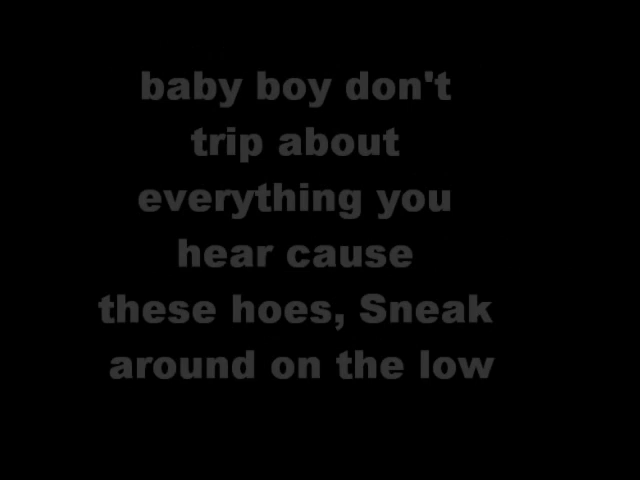 baby boy don't
trip about
everything you
hear cause
these hoes, Sneak
around on the low